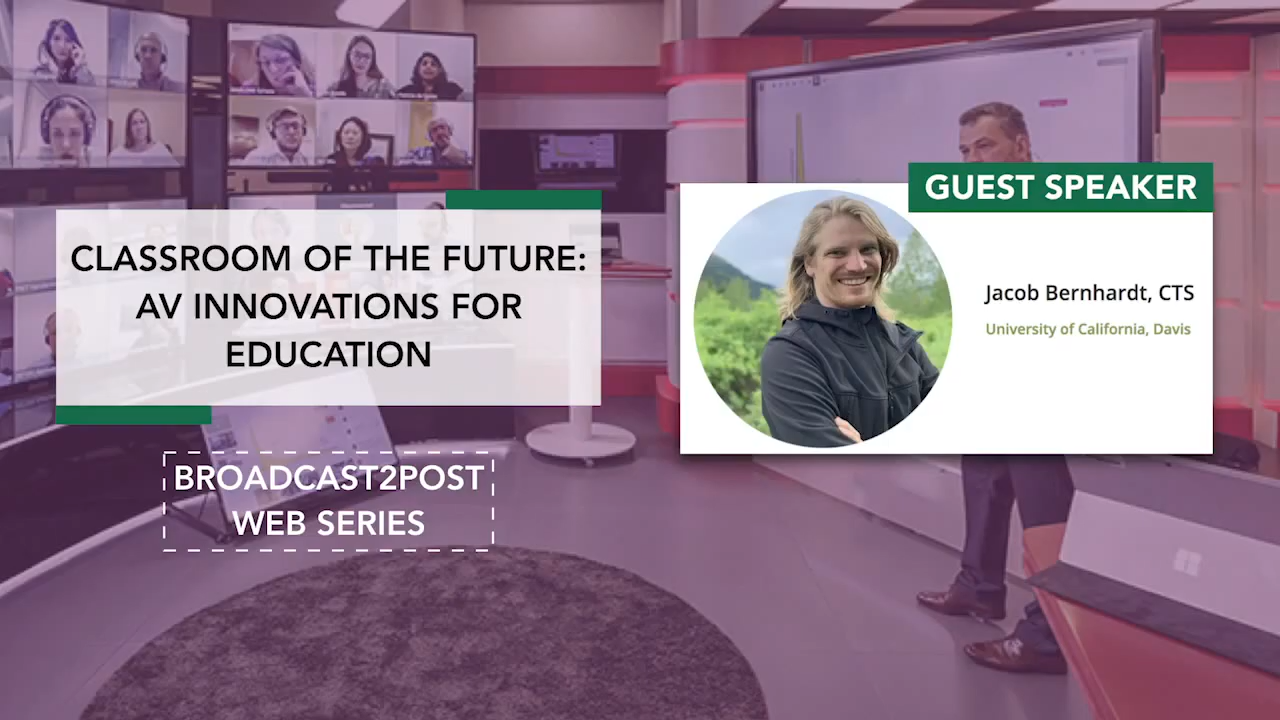 CLASSROOM OF THE FUTURE:
AV INNOVATIONS FOR
EDUCATION
BROADCAST2POST
WEB SERIES
GUEST SPEAKER
Jacob Bernhardt, CTS
University of California, Davis